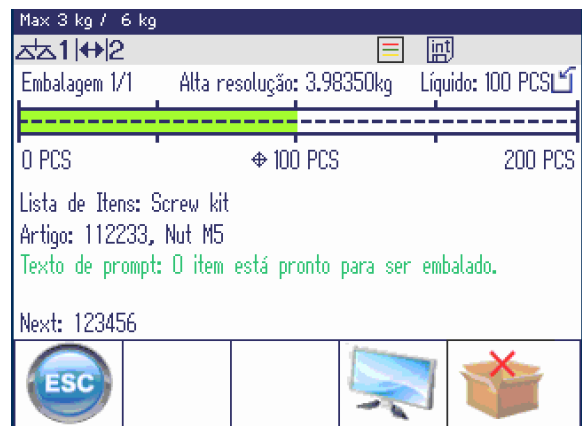 Max 3 kg / 6 kg
1|↔|2 int
Embalagem 1/1 Alta resolução: 3.98350kg Líquido: 100 PCS
0 PCS 100 PCS 200 PCS
Lista de Itens: Screw kit
Artigo: 112233, Nut M5
Texto de prompt: O item está pronto para ser embalado.
Next: 123456
ESC